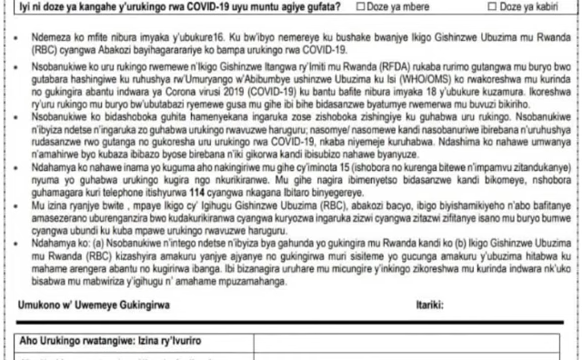 Iyi ni doze ya kangahe y'urukingo rwa COVID-19 uyu muntu agiye gufata? ☐ Doze ya mbere ☐ Doze ya kabiri
• Ndemeza ko mfite nibura imyaka y'ubukure16. Ku bw'ibyo nemereye ku bushake bwanjye Ikigo Gishinzwe Ubuzima mu Rwanda
(RBC) cyangwa Abakozi bayihagarariye ko bampa urukingo rwa COVID-19.
• Nsobanukiwe ko uru rukingo rwemewe n'Ikigo Gishinzwe Itangwa ry'Imiti mu Rwanda (RFDA) rukaba rurimo gutangwa mu buryo bwo
gutabara hashingiwe ku ruhushya rw'Umuryango w'Abibumbye ushinzwe Ubuzima ku Isi (WHO/OMS) ko rwakoreshwa mu kurinda
no gukingira abantu indwara ya Corona virusi 2019 (COVID-19) ku bantu bafite nibura imyaka 18 y'ubukure kuzamura. Ikoreshwa
ry'uru rukingo mu buryo bw'ubutabazi ryemewe gusa mu gihe ibi bihe bidasanzwe byatumye rwemerwa mu buvuzi bikiriho.
• Nsobanukiwe ko bidashoboka guhita hamenyekana ingaruka zose zishoboka zishingiye ku guhabwa uru rukingo. Nsobanukiwe
n'ibyiza ndetse n'ingaruka zo guhabwa urukingo rwavuzwe haruguru; nasomye/ nasomewe kandi nasobanuriwe ibirebana n'uruhushya
rudasanzwe rwo gutanga no gukoresha uru rukingo rwa COVID-19, nkaba niyemeje kuruhabwa. Ndashima ko nahawe umwanya
n'amahirwe byo kubaza ibibazo byose birebana n'iki gikorwa kandi ibisubizo nahawe byanyuze.
• Ndahamya ko nahawe inama yo kuguma aho nakingiriwe mu gihe cy'iminota 15 (ishobora no kurenga bitewe n'impamvu zitandukanye)
nyuma yo guhabwa urukingo kugira ngo nkurikiranwe. Mu gihe nagira ibimenyetso bidasanzwe kandi bikomeye, nshobora
guhamagara kuri telephone itishyurwa 114 cyangwa nkagana Ibitaro binyegereye.
• Mu izina ryanjye bwite , mpaye Ikigo cy' Igihugu Gishinzwe Ubuzima (RBC), abakozi bacyo, ibigo biyishamikiyeho n'abo bafitanye
amasezerano uburenganzira bwo kudakurikiranwa cyangwa kuryozwa ingaruka zizwi cyangwa zitazwi zifitanye isano mu buryo bumwe
cyangwa ubundi ku kuba mpawe urukingo rwavuzwe haruguru.
• Ndahamya ko: (a) Nsobanukiwe n'intego ndetse n'ibyiza bya gahunda yo gukingira mu Rwanda kandi ko (b) Ikigo Gishinzwe Ubuzima
mu Rwanda (RBC) kizashyira amakuru yanjye ajyanye no gukingirwa muri sisiteme yo gucunga amakuru y'ubuzima hitabwa ku
mahame arengera abantu no kugirirwa ibanga. Ibi bizanagira uruhare mu micungire y'inkingo zikoreshwa mu kurinda indwara nk'uko
bisabwa mu mabwiriza y'igihugu n' amahame mpuzamahanga.
Umukono w' Uwemeye Gukingirwa Itariki:
Aho Urukingo rwatangiwe: Izina ry'Ivuriro